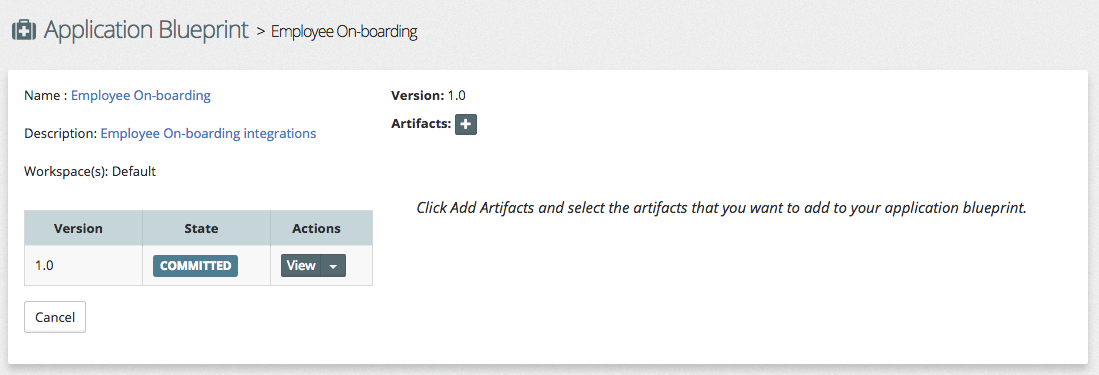 Application Blueprint > Employee On-boarding
Name : Employee On-boarding
Description: Employee On-boarding integrations
Workspace(s): Default
Version State Actions
1.0 COMMITTED View
Cancel
Version: 1.0
Artifacts:
Click Add Artifacts and select the artifacts that you want to add to your application blueprint.